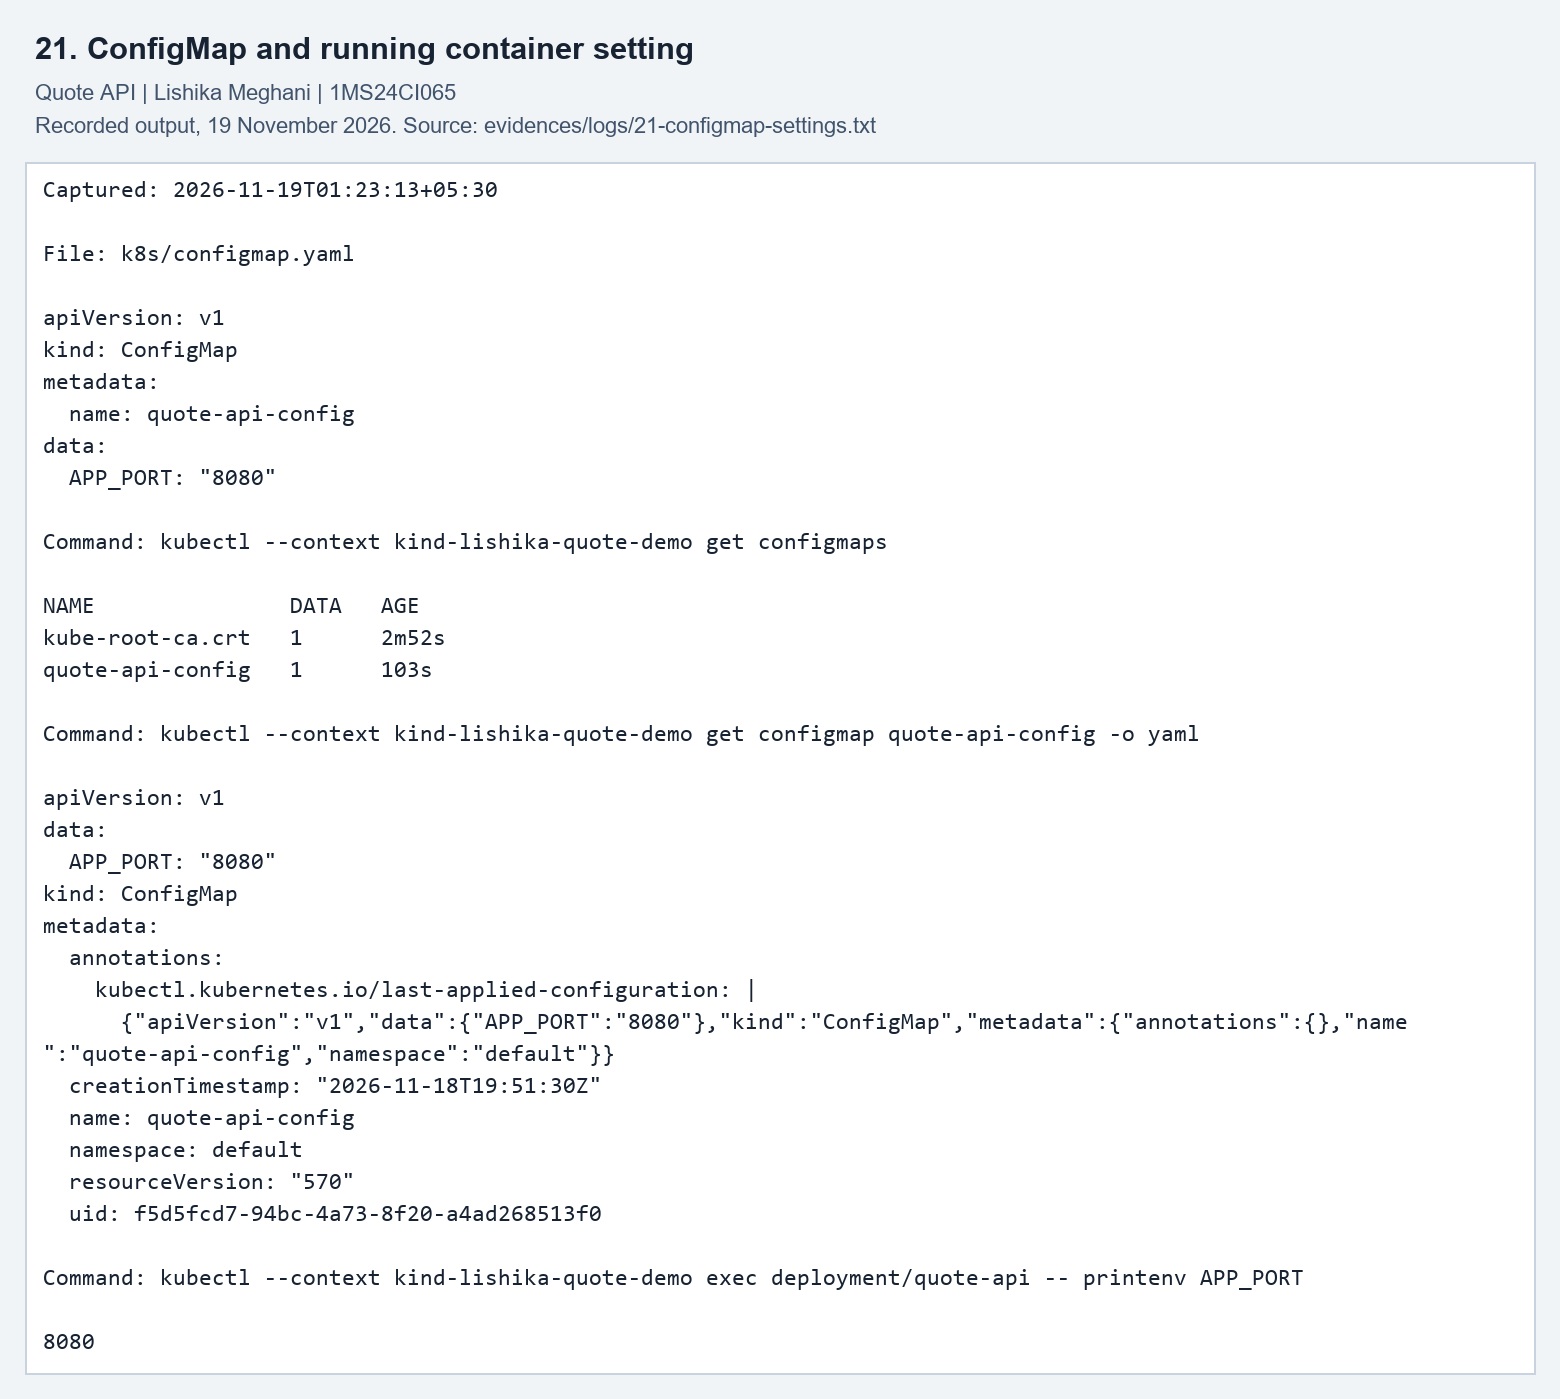 21. ConfigMap and running container setting
Quote API | Lishika Meghani | 1MS24CI065
Recorded output, 19 November 2026. Source: evidences/logs/21-configmap-settings.txt
Captured: 2026-11-19T01:23:13+05:30
File: k8s/configmap.yaml
apiVersion: v1
kind: ConfigMap
metadata:
  name: quote-api-config
data:
  APP_PORT: "8080"
Command: kubectl --context kind-lishika-quote-demo get configmaps
NAME               DATA   AGE
kube-root-ca.crt   1      2m52s
quote-api-config   1      103s
Command: kubectl --context kind-lishika-quote-demo get configmap quote-api-config -o yaml
apiVersion: v1
data:
  APP_PORT: "8080"
kind: ConfigMap
metadata:
  annotations:
    kubectl.kubernetes.io/last-applied-configuration: |
      {"apiVersion":"v1","data":{"APP_PORT":"8080"},"kind":"ConfigMap","metadata":{"annotations":{},"name
":"quote-api-config","namespace":"default"}}
  creationTimestamp: "2026-11-18T19:51:30Z"
  name: quote-api-config
  namespace: default
  resourceVersion: "570"
  uid: f5d5fcd7-94bc-4a73-8f20-a4ad268513f0
Command: kubectl --context kind-lishika-quote-demo exec deployment/quote-api -- printenv APP_PORT
8080